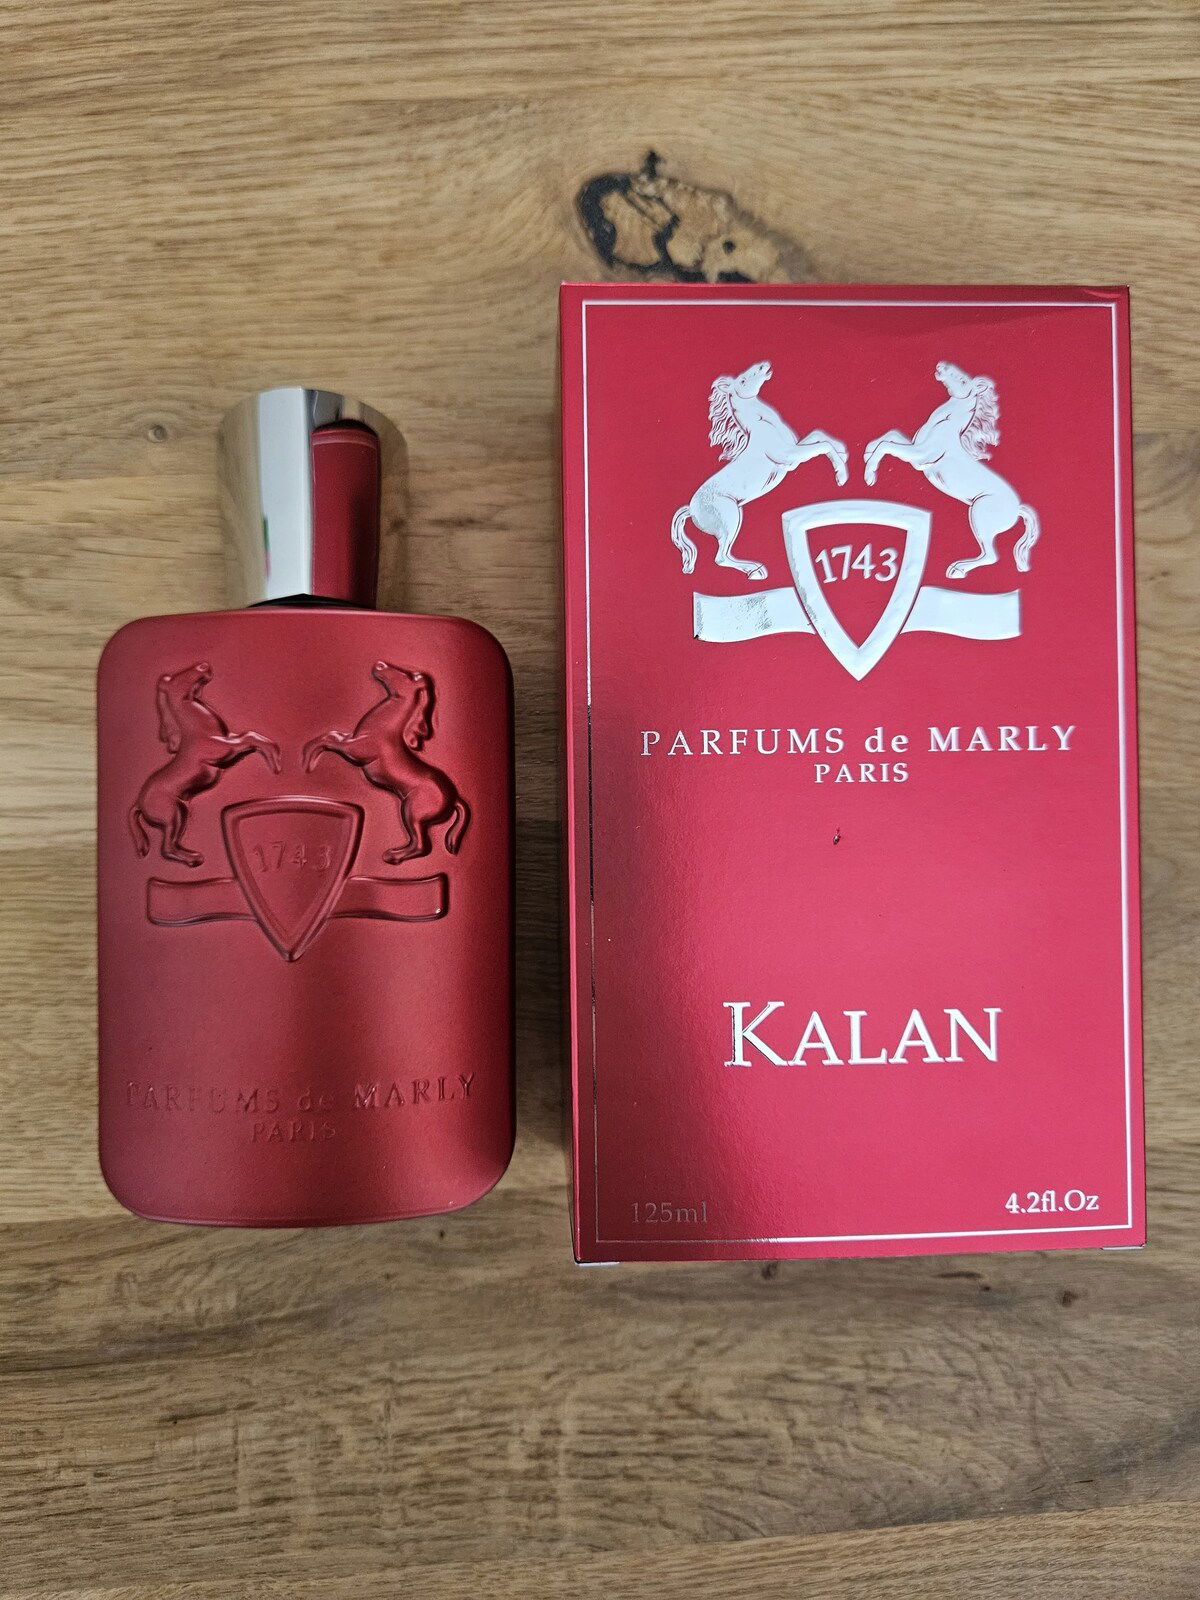 1743
PARFUMS de MARLY
PARIS
1743
PARFUMS de MARLY
PARIS
KALAN
125ml
4.2fl.Oz